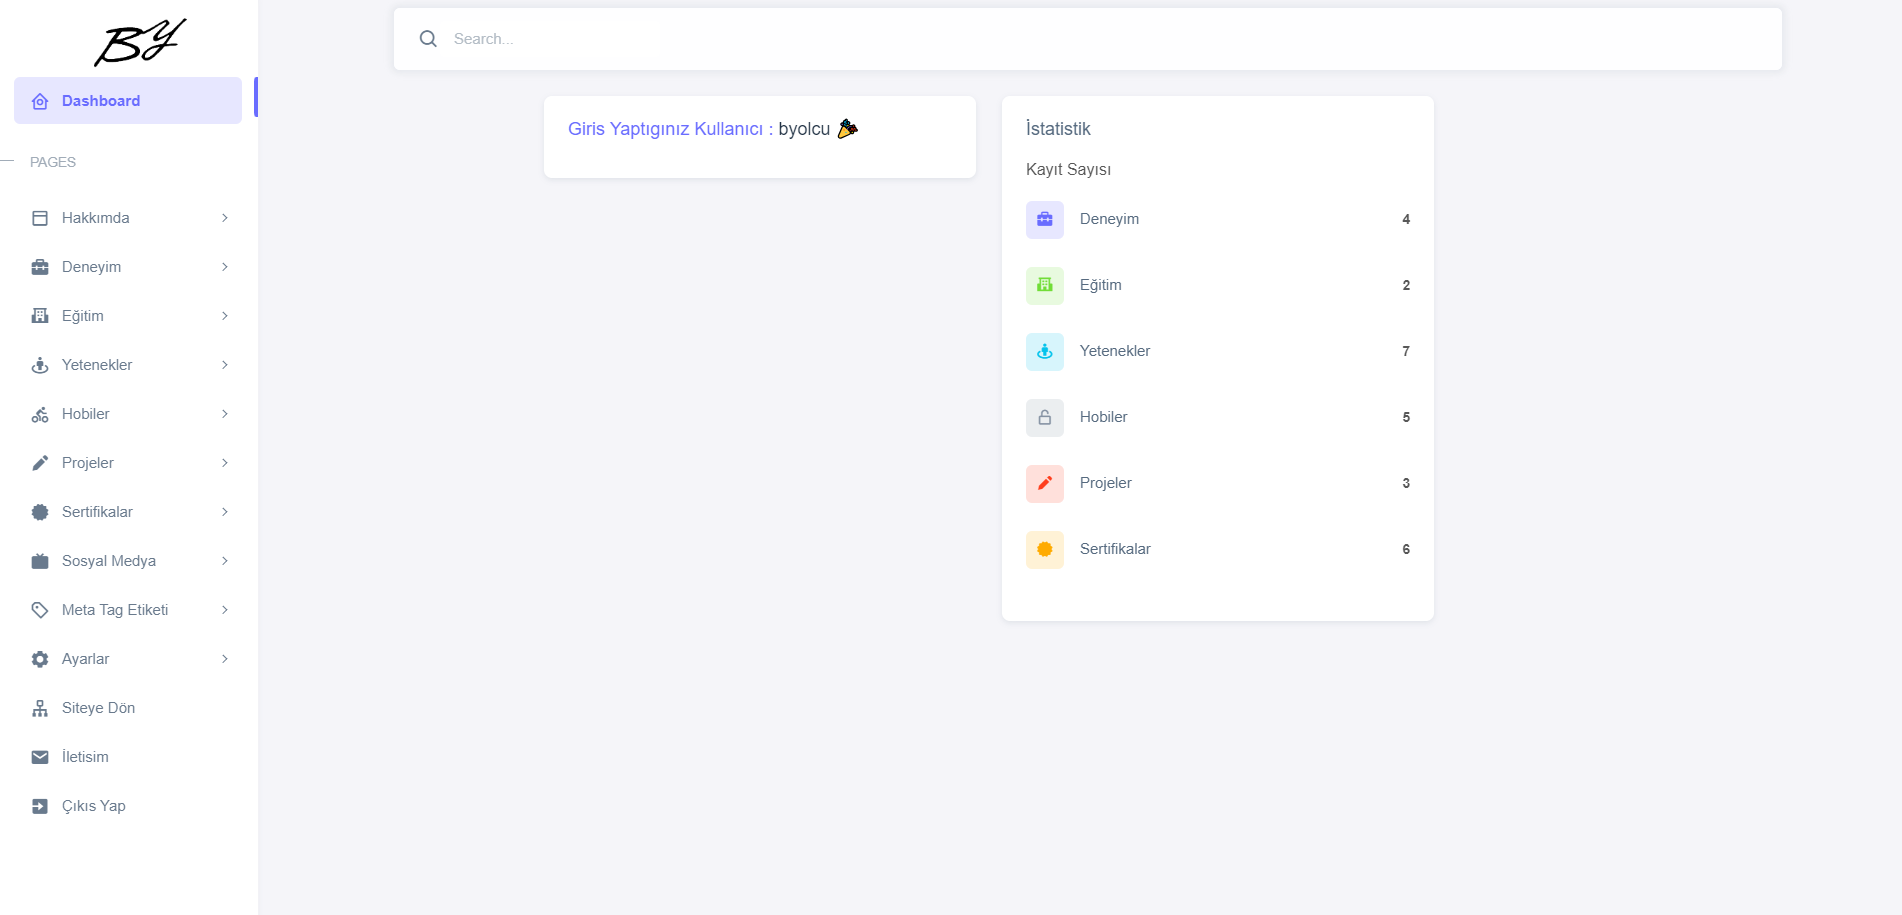 BY
Search...
Dashboard
PAGES
Hakkımda
Deneyim
Eğitim
Yetenekler
Hobiler
Projeler
Sertifikalar
Sosyal Medya
Meta Tag Etiketi
Ayarlar
Siteye Dön
İletisim
Çıkıs Yap
Giris Yaptıgınız Kullanıcı : byolcu
İstatistik
Kayıt Sayısı
Deneyim 4
Eğitim 2
Yetenekler 7
Hobiler 5
Projeler 3
Sertifikalar 6